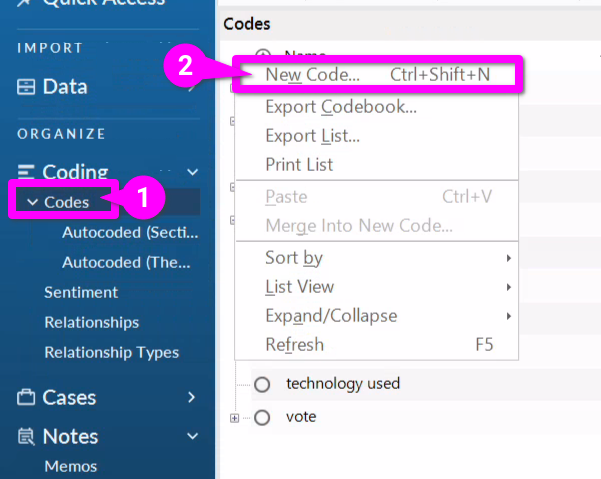 Quick Access
IMPORT
Data
ORGANIZE
Coding
Codes
1
Autocoded (Secti...
Autocoded (The...
Sentiment
Relationships
Relationship Types
Cases
Notes
Memos
Codes
Name
2
New Code... Ctrl+Shift+N
Export Codebook...
Export List...
Print List
Paste Ctrl+V
Merge Into New Code...
Sort by
List View
Expand/Collapse
Refresh F5
technology used
vote